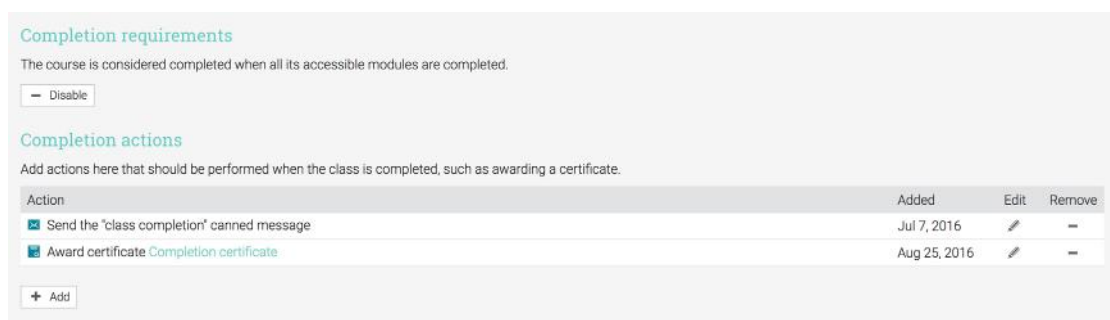 Completion requirements
The course is considered completed when all its accessible modules are completed.
Disable
Completion actions
Add actions here that should be performed when the class is completed, such as awarding a certificate.
Action Added Edit Remove
Send the "class completion" canned message Jul 7, 2016
Award certificate Completion certificate Aug 25, 2016
+ Add